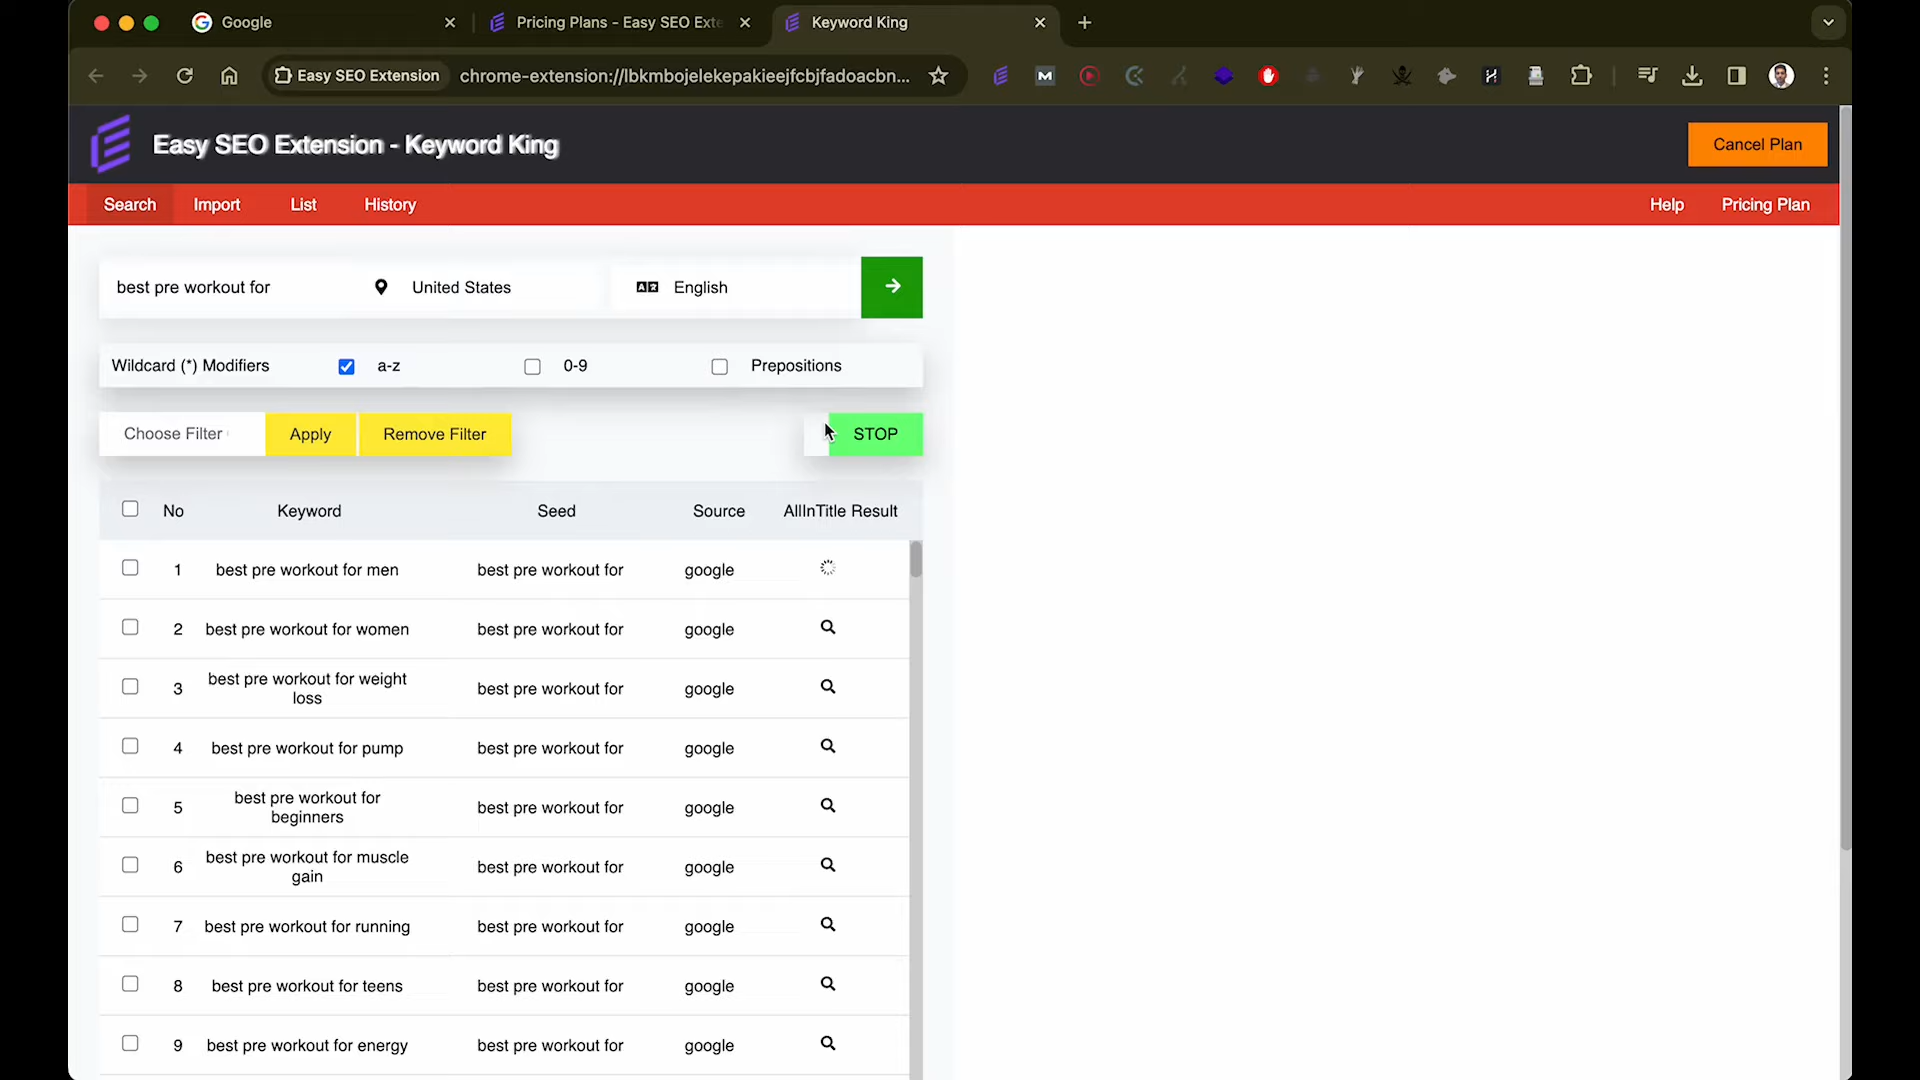 Google
Pricing Plans - Easy SEO Exte
Keyword King
Easy SEO Extension
chrome-extension://lbkmbojelekepakieejfcbjfadoacbn...
Easy SEO Extension - Keyword King
Cancel Plan
Search Import List History Help Pricing Plan
best pre workout for United States English
Wildcard (*) Modifiers a-z 0-9 Prepositions
Choose Filter Apply Remove Filter STOP
No Keyword Seed Source AllInTitle Result
1 best pre workout for men best pre workout for google
2 best pre workout for women best pre workout for google
3 best pre workout for weight loss best pre workout for google
4 best pre workout for pump best pre workout for google
5 best pre workout for beginners best pre workout for google
6 best pre workout for muscle gain best pre workout for google
7 best pre workout for running best pre workout for google
8 best pre workout for teens best pre workout for google
9 best pre workout for energy best pre workout for google